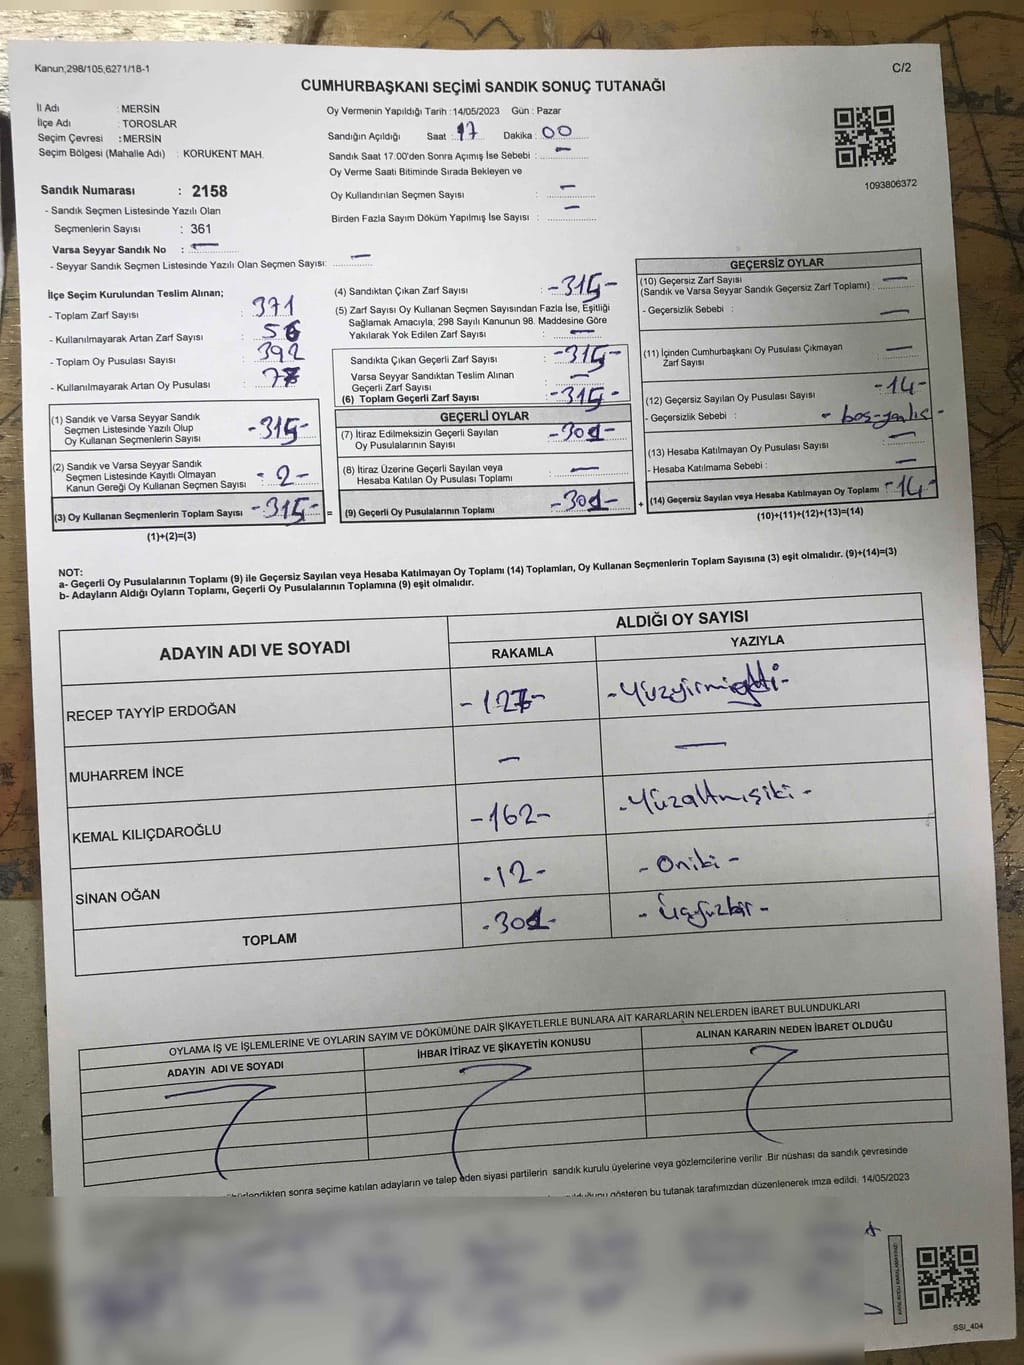 Kanun;298/105,6271/18-1
C/2
CUMHURBAŞKANI SEÇİMİ SANDIK SONUÇ TUTANAĞI
İl Adı : MERSİN
İlçe Adı : TOROSLAR
Seçim Çevresi : MERSİN
Seçim Bölgesi (Mahalle Adı) : KORUKENT MAH.
Sandık Numarası : 2158
- Sandık Seçmen Listesinde Yazılı Olan
Seçmenlerin Sayısı : 361
Varsa Seyyar Sandık No : —
- Seyyar Sandık Seçmen Listesinde Yazılı Olan Seçmen Sayısı: —
Oy Vermenin Yapıldığı Tarih : 14/05/2023 Gün : Pazar
Sandığın Açıldığı Saat : 17 Dakika : 00
Sandık Saat 17:00'den Sonra Açımış İse Sebebi : —
Oy Verme Saati Bitiminde Sırada Bekleyen ve
Oy Kullandırılan Seçmen Sayısı : —
Birden Fazla Sayım Döküm Yapılmış İse Sayısı : —
1093806372
İlçe Seçim Kurulundan Teslim Alınan;
- Toplam Zarf Sayısı : 371
- Kullanılmayarak Artan Zarf Sayısı : 56
- Toplam Oy Pusulası Sayısı : 392
- Kullanılmayarak Artan Oy Pusulası :
(1) Sandık ve Varsa Seyyar Sandık
Seçmen Listesinde Yazılı Olup
Oy Kullanan Seçmenlerin Sayısı -315-
(2) Sandık ve Varsa Seyyar Sandık
Seçmen Listesinde Kayıtlı Olmayan
Kanun Gereği Oy Kullanan Seçmen Sayısı - 2 -
(3) Oy Kullanan Seçmenlerin Toplam Sayısı -315- =
(1)+(2)=(3)
(4) Sandıktan Çıkan Zarf Sayısı : -315-
(5) Zarf Sayısı Oy Kullanan Seçmen Sayısından Fazla İse, Eşitliği
Sağlamak Amacıyla, 298 Sayılı Kanunun 98. Maddesine Göre
Yakılarak Yok Edilen Zarf Sayısı : —
Sandıkta Çıkan Geçerli Zarf Sayısı : -315-
Varsa Seyyar Sandıktan Teslim Alınan
Geçerli Zarf Sayısı : —
(6) Toplam Geçerli Zarf Sayısı : -315-
GEÇERLİ OYLAR
(7) İtiraz Edilmeksizin Geçerli Sayılan
Oy Pusulalarının Sayısı -301-
(8) İtiraz Üzerine Geçerli Sayılan veya
Hesaba Katılan Oy Pusulası Toplamı —
(9) Geçerli Oy Pusulalarının Toplamı -301- +
GEÇERSİZ OYLAR
(10) Geçersiz Zarf Sayısı
(Sandık ve Varsa Seyyar Sandık Geçersiz Zarf Toplamı) : —
- Geçersizlik Sebebi : —
(11) İçinden Cumhurbaşkanı Oy Pusulası Çıkmayan
Zarf Sayısı : —
(12) Geçersiz Sayılan Oy Pusulası Sayısı : -14-
- Geçersizlik Sebebi : - boş-yanlış -
(13) Hesaba Katılmayan Oy Pusulası Sayısı : —
- Hesaba Katılmama Sebebi : —
(14) Geçersiz Sayılan veya Hesaba Katılmayan Oy Toplamı -14-
(10)+(11)+(12)+(13)=(14)
NOT:
a- Geçerli Oy Pusulalarının Toplamı (9) ile Geçersiz Sayılan veya Hesaba Katılmayan Oy Toplamı (14) Toplamları, Oy Kullanan Seçmenlerin Toplam Sayısına (3) eşit olmalıdır. (9)+(14)=(3)
b- Adayların Aldığı Oyların Toplamı, Geçerli Oy Pusulalarının Toplamına (9) eşit olmalıdır.
ADAYIN ADI VE SOYADI
ALDIĞI OY SAYISI
RAKAMLA YAZIYLA
RECEP TAYYİP ERDOĞAN -127-
MUHARREM İNCE — —
KEMAL KILIÇDAROĞLU -162- -Yüzaltmışiki-
SİNAN OĞAN -12- -Oniki-
TOPLAM -301- -Üçyüzbir-
OYLAMA İŞ VE İŞLEMLERİNE VE OYLARIN SAYIM VE DÖKÜMÜNE DAİR ŞİKAYETLERLE BUNLARA AİT KARARLARIN NELERDEN İBARET BULUNDUKLARI
ADAYIN ADI VE SOYADI İHBAR İTİRAZ VE ŞİKAYETİN KONUSU ALINAN KARARIN NEDEN İBARET OLDUĞU
sonra seçime katılan adayların ve talep eden siyasi partilerin sandık kurulu üyelerine veya gözlemcilerine verilir .Bir nüshası da sandık çevresinde
gösteren bu tutanak tarafımızdan düzenlenerek imza edildi. 14/05/2023
SSI_404